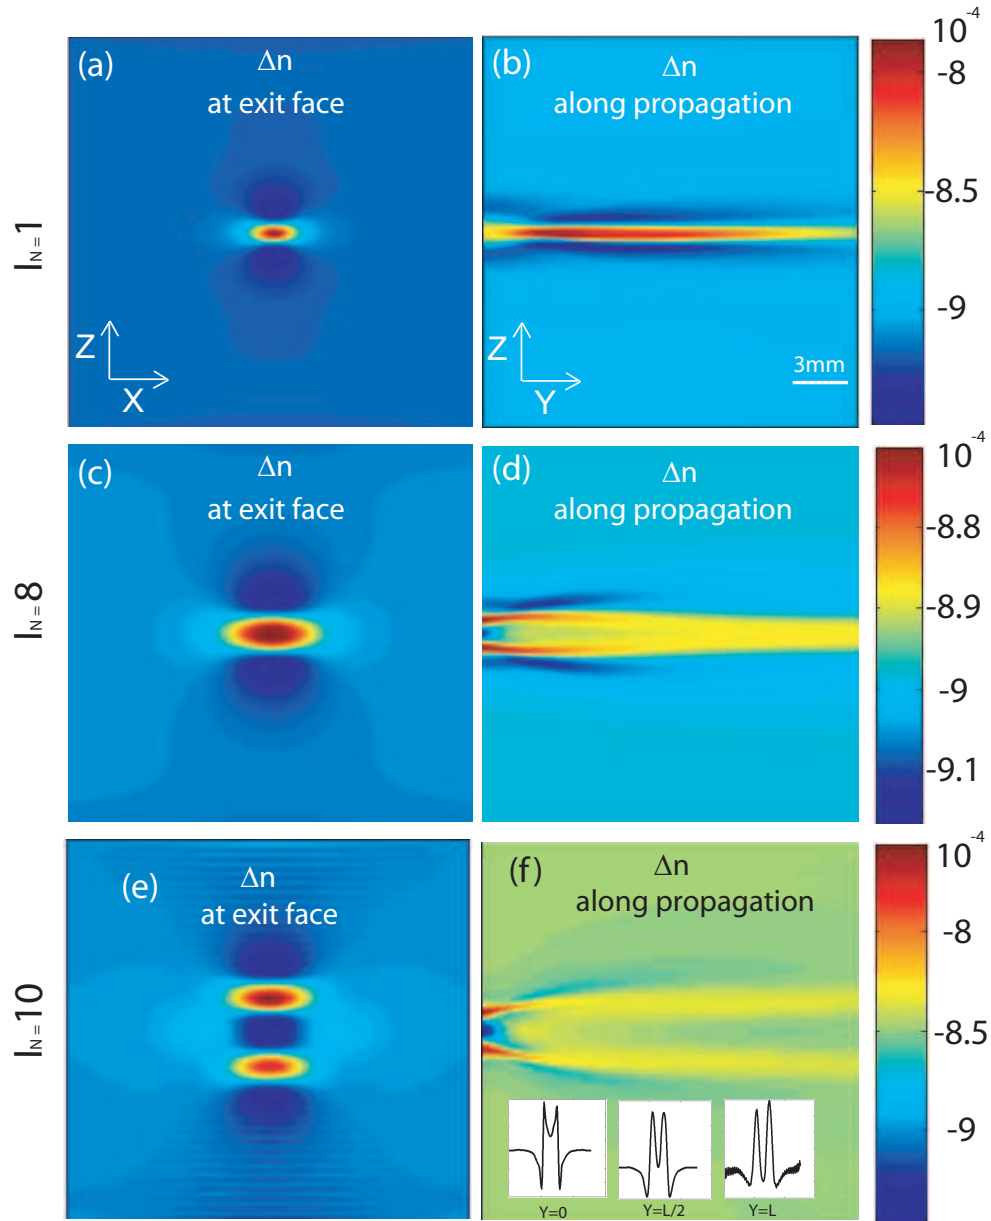 (a)
Δn
at exit face
Z
X
I N=1
(b)
Δn
along propagation
Z
Y
3mm
10-4
-8
-8.5
-9
(c)
Δn
at exit face
I N=8
(d)
Δn
along propagation
10-4
-8.8
-8.9
-9
-9.1
(e)
Δn
at exit face
I N=10
(f)
Δn
along propagation
Y=0
Y=L/2
Y=L
10-4
-8
-8.5
-9